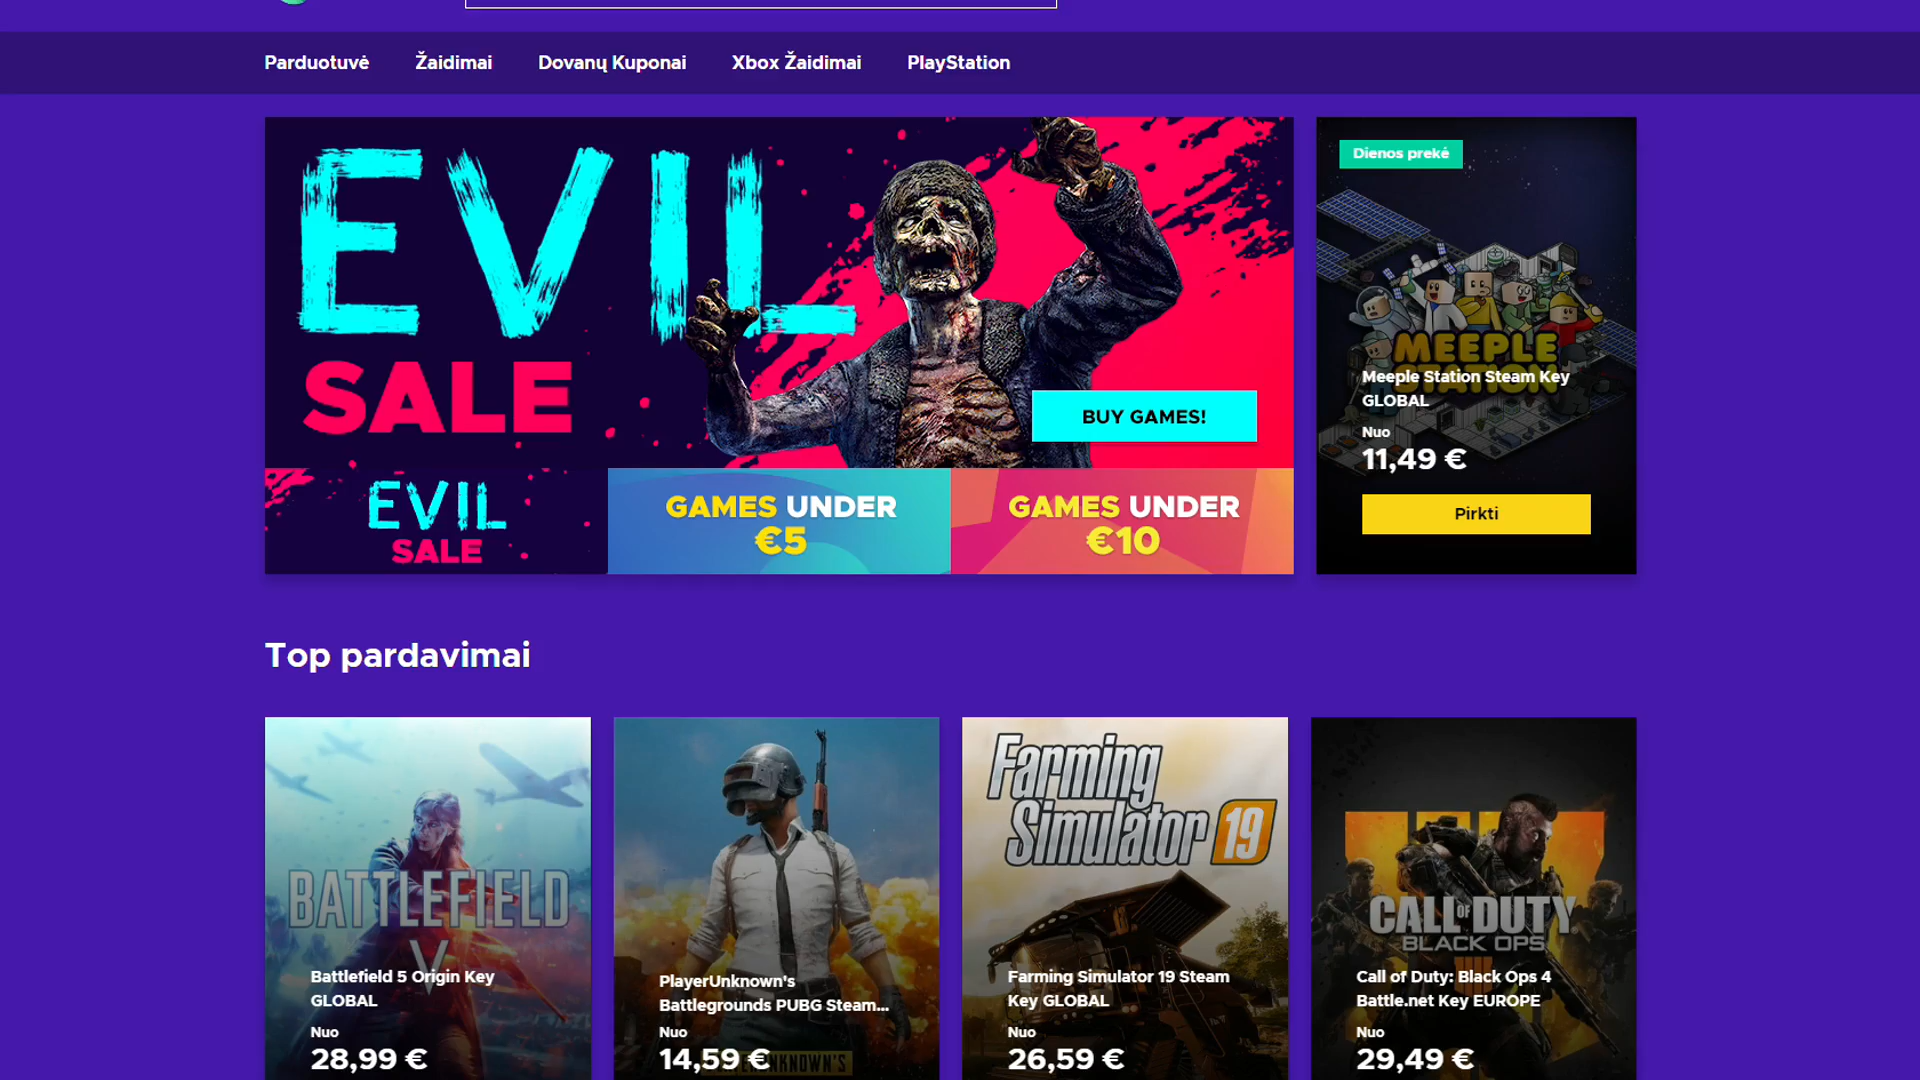 Parduotuvė Žaidimai Dovanų Kuponai Xbox Žaidimai PlayStation
EVIL
SALE
BUY GAMES!
EVIL
SALE
GAMES UNDER
€5
GAMES UNDER
€10
Dienos prekė
MEEPLE
STATION
Meeple Station Steam Key
GLOBAL
Nuo
11,49 €
Pirkti
Top pardavimai
BATTLEFIELD
V
Battlefield 5 Origin Key
GLOBAL
Nuo
28,99 €
PlayerUnknown's
Battlegrounds PUBG Steam...
Nuo
14,59 €
Farming
Simulator 19
Farming Simulator 19 Steam
Key GLOBAL
Nuo
26,59 €
CALL OF DUTY
BLACK OPS
IIII
Call of Duty: Black Ops 4
Battle.net Key EUROPE
Nuo
29,49 €